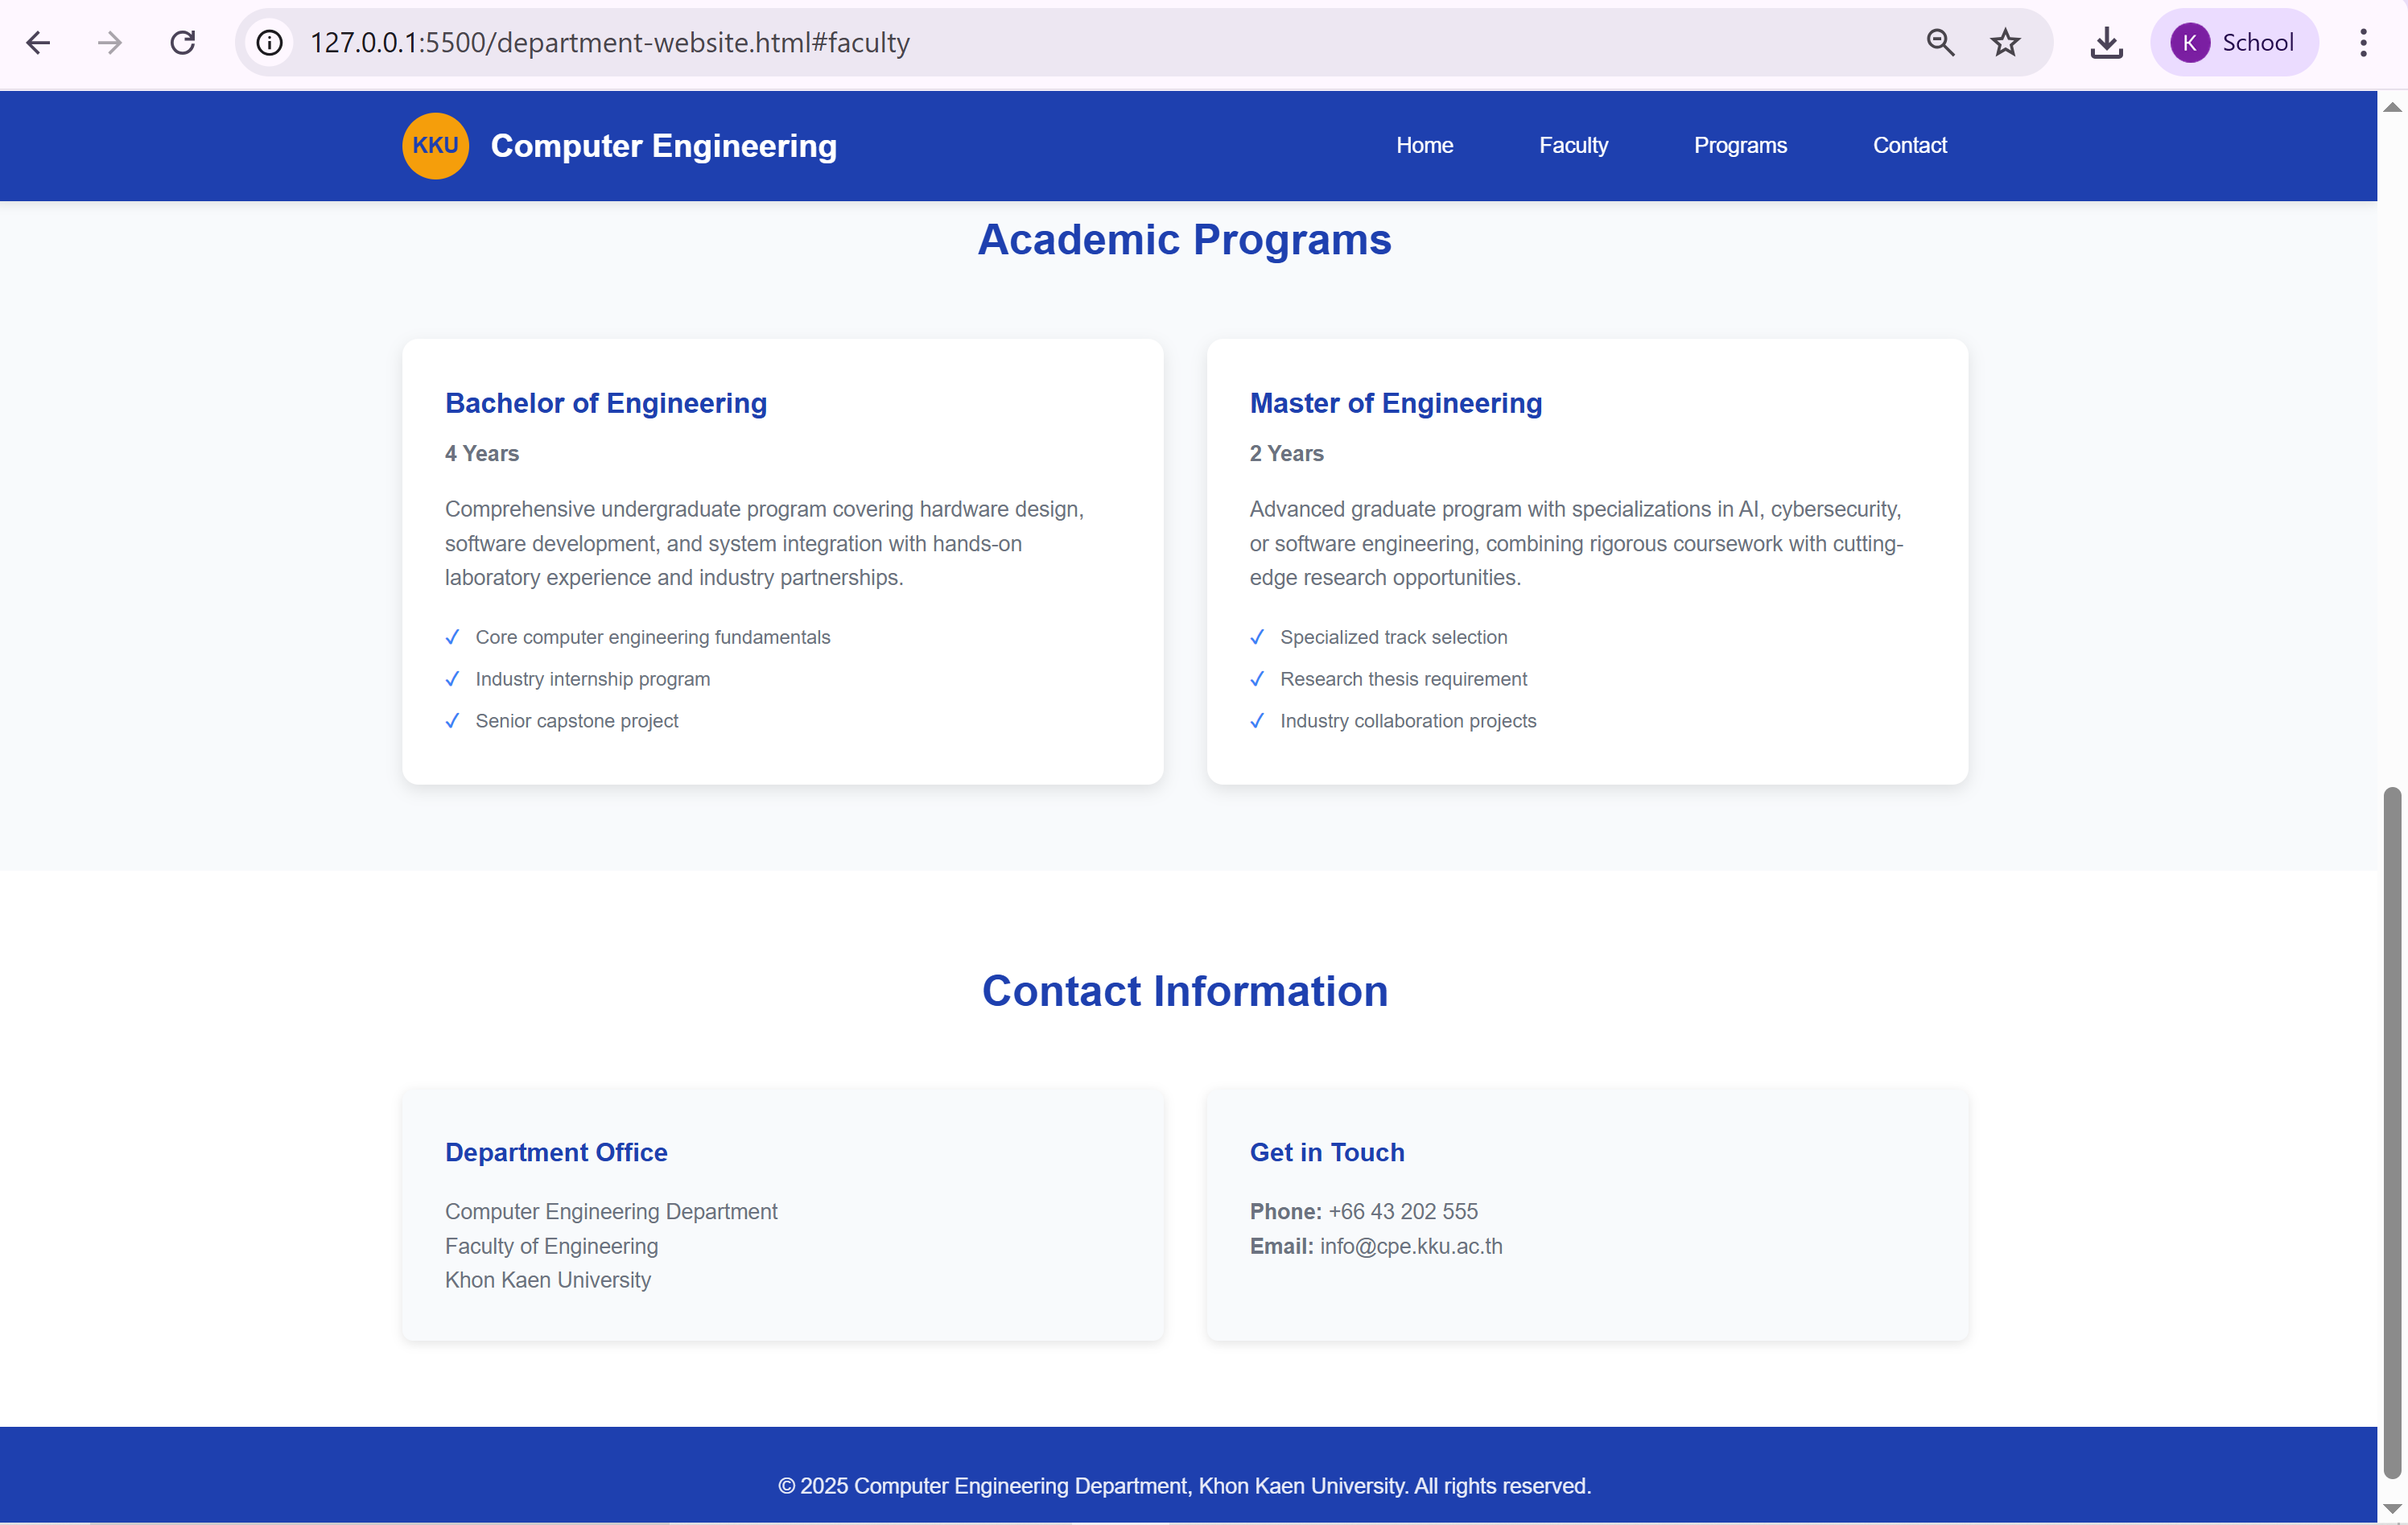 127.0.0.1:5500/department-website.html#faculty
K School
KKU Computer Engineering
Home Faculty Programs Contact
Academic Programs
Bachelor of Engineering
4 Years
Comprehensive undergraduate program covering hardware design,
software development, and system integration with hands-on
laboratory experience and industry partnerships.
✓ Core computer engineering fundamentals
✓ Industry internship program
✓ Senior capstone project
Master of Engineering
2 Years
Advanced graduate program with specializations in AI, cybersecurity,
or software engineering, combining rigorous coursework with cutting-
edge research opportunities.
✓ Specialized track selection
✓ Research thesis requirement
✓ Industry collaboration projects
Contact Information
Department Office
Computer Engineering Department
Faculty of Engineering
Khon Kaen University
Get in Touch
Phone: +66 43 202 555
Email: info@cpe.kku.ac.th
© 2025 Computer Engineering Department, Khon Kaen University. All rights reserved.